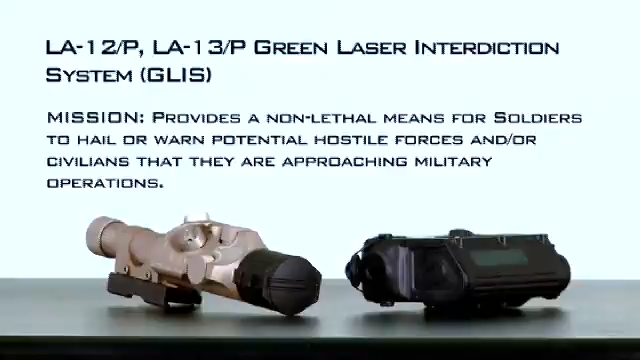 LA-12/P, LA-13/P Green Laser Interdiction
System (GLIS)
Mission: Provides a non-lethal means for Soldiers
to hail or warn potential hostile forces and/or
civilians that they are approaching military
operations.